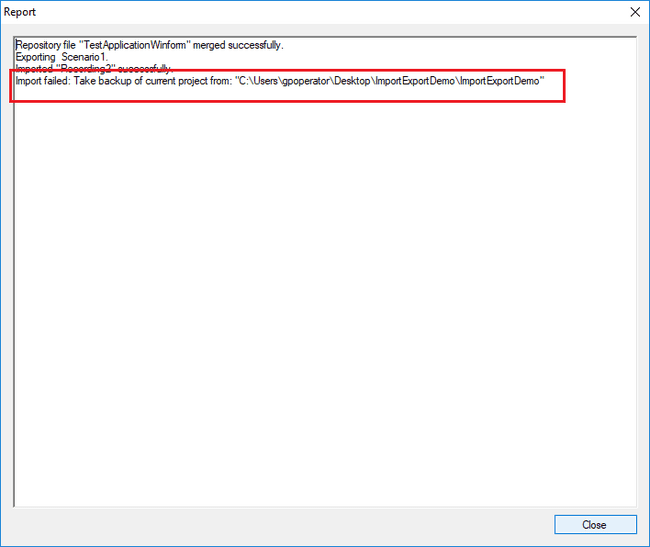 Report
Repository file "TestApplicationWinform" merged successfully.
Exporting  Scenario1.
Imported "Recording2" successfully.
Import failed: Take backup of current project from: "C:\Users\gpoperator\Desktop\ImportExportDemo\ImportExportDemo"
Close